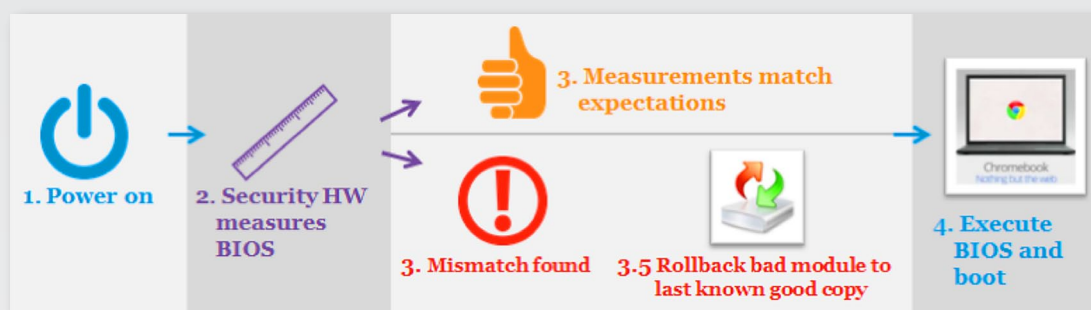 1. Power on
2. Security HW
measures
BIOS
3. Measurements match
expectations
3. Mismatch found
3.5 Rollback bad module to
last known good copy
Chromebook
Nothing but the web
4. Execute
BIOS and
boot